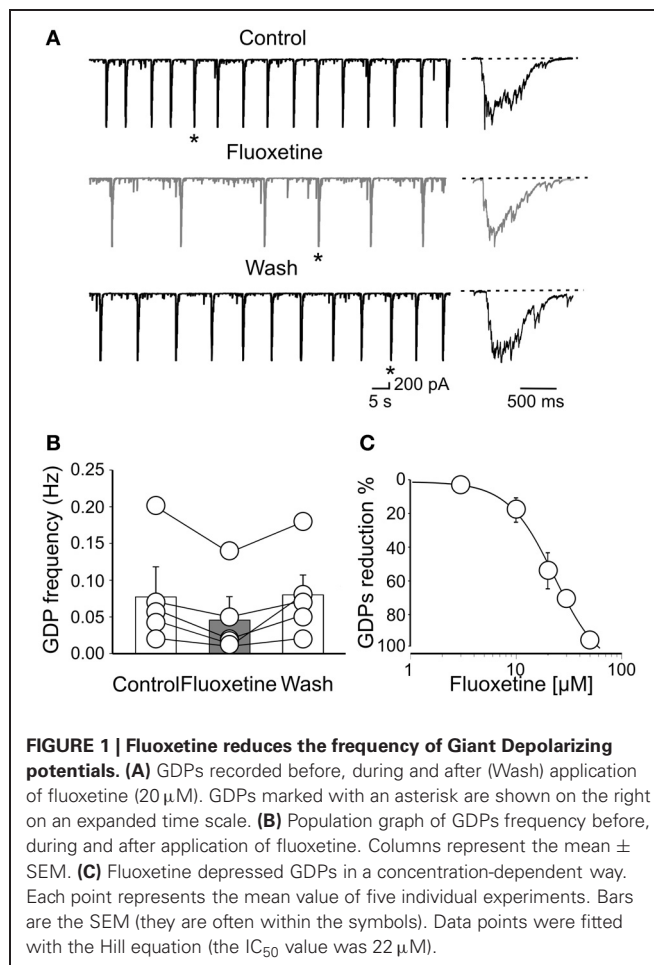 A
Control
*
Fluoxetine
*
Wash
*
200 pA
5 s
500 ms
B
GDP frequency (Hz)
0.25
0.20
0.15
0.10
0.05
0.00
Control Fluoxetine Wash
C
GDPs reduction %
0
20
40
60
80
100
1 10 100
Fluoxetine [µM]
FIGURE 1 | Fluoxetine reduces the frequency of Giant Depolarizing
potentials. (A) GDPs recorded before, during and after (Wash) application
of fluoxetine (20 µM). GDPs marked with an asterisk are shown on the right
on an expanded time scale. (B) Population graph of GDPs frequency before,
during and after application of fluoxetine. Columns represent the mean ±
SEM. (C) Fluoxetine depressed GDPs in a concentration-dependent way.
Each point represents the mean value of five individual experiments. Bars
are the SEM (they are often within the symbols). Data points were fitted
with the Hill equation (the IC50 value was 22 µM).